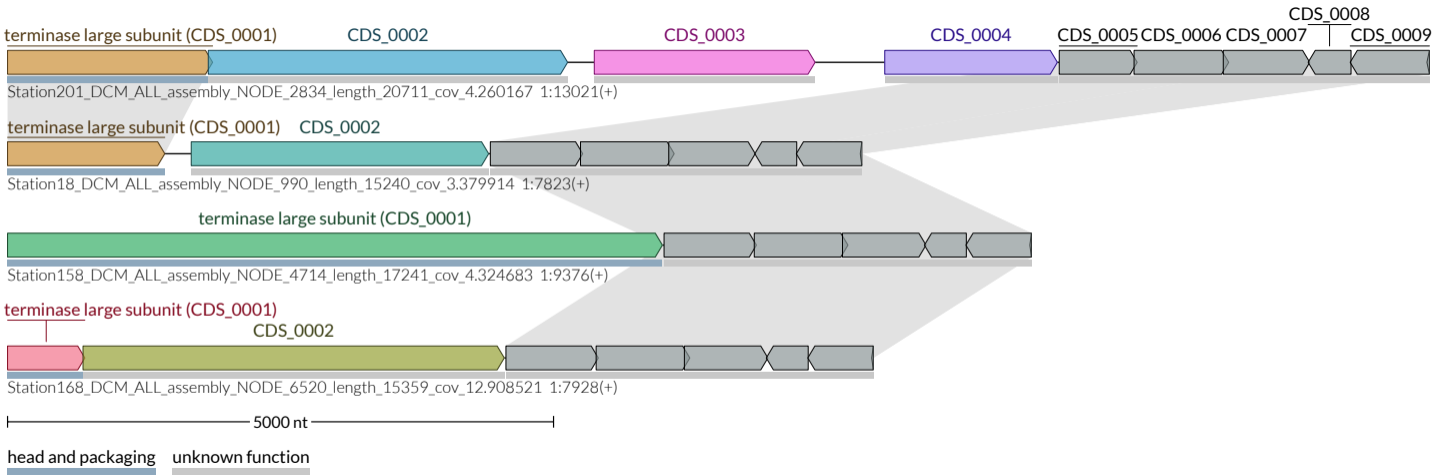 CDS_0008
terminase large subunit (CDS_0001) CDS_0002 CDS_0003 CDS_0004 CDS_0005 CDS_0006 CDS_0007 CDS_0009
Station201_DCM_ALL_assembly_NODE_2834_length_20711_cov_4.260167 1:13021(+)
terminase large subunit (CDS_0001) CDS_0002
Station18_DCM_ALL_assembly_NODE_990_length_15240_cov_3.379914 1:7823(+)
terminase large subunit (CDS_0001)
Station158_DCM_ALL_assembly_NODE_4714_length_17241_cov_4.324683 1:9376(+)
terminase large subunit (CDS_0001)
CDS_0002
Station168_DCM_ALL_assembly_NODE_6520_length_15359_cov_12.908521 1:7928(+)
5000 nt
head and packaging unknown function